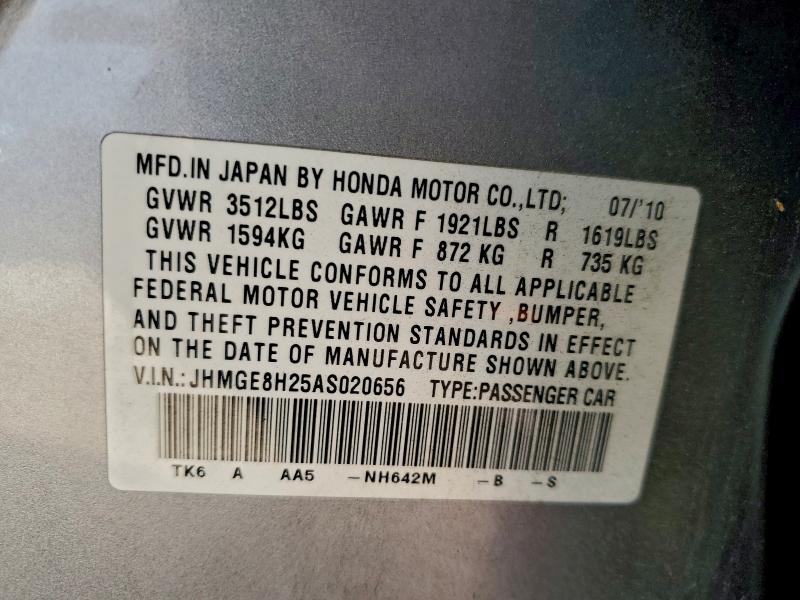 MFD.IN JAPAN BY HONDA MOTOR CO.,LTD; 07/'10
GVWR 3512LBS GAWR F 1921LBS R 1619LBS
GVWR 1594KG GAWR F 872 KG R 735 KG
THIS VEHICLE CONFORMS TO ALL APPLICABLE
FEDERAL MOTOR VEHICLE SAFETY ,BUMPER,
AND THEFT PREVENTION STANDARDS IN EFFECT
ON THE DATE OF MANUFACTURE SHOWN ABOVE.
V.I.N.: JHMGE8H25AS020656 TYPE:PASSENGER CAR
TK6 A AA5 -NH642M -B -S